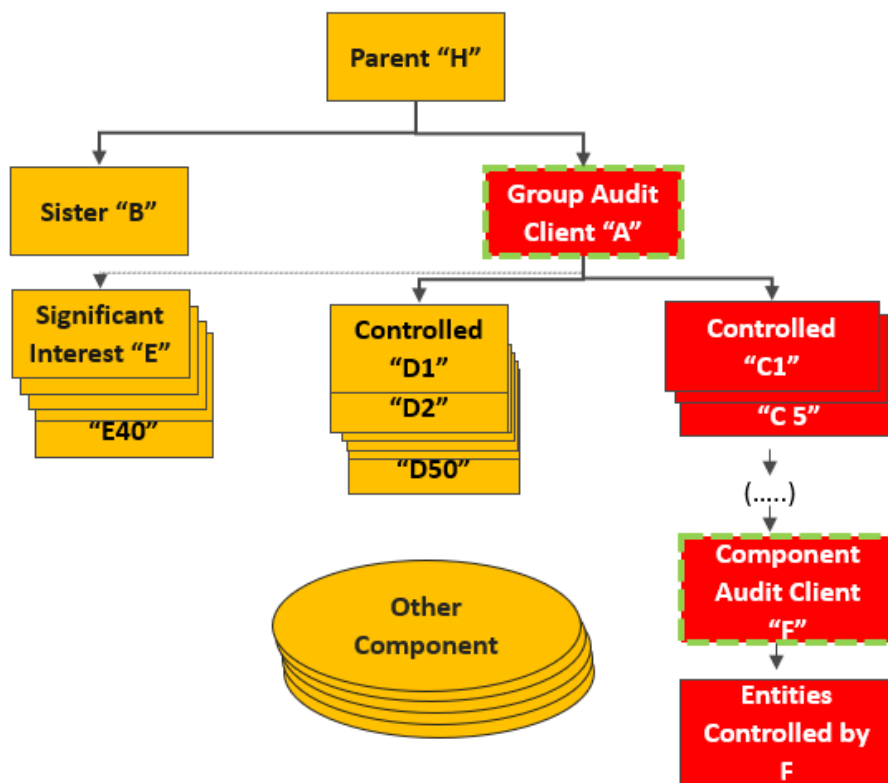 Parent “H”
Sister “B”
Group Audit
Client “A”
Significant
Interest “E”
“E40”
Controlled
“D1”
“D2”
“D50”
Controlled
“C1”
“C 5”
(.....)
Component
Audit Client
“F”
Other
Component
Entities
Controlled by
F